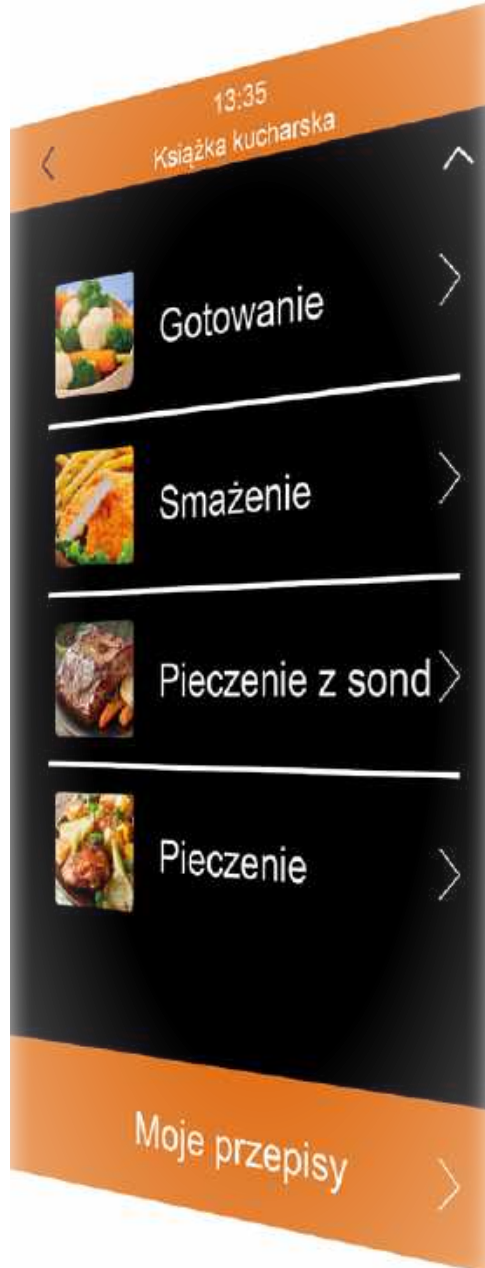 13:35
Książka kucharska
Gotowanie
Smażenie
Pieczenie z sond
Pieczenie
Moje przepisy